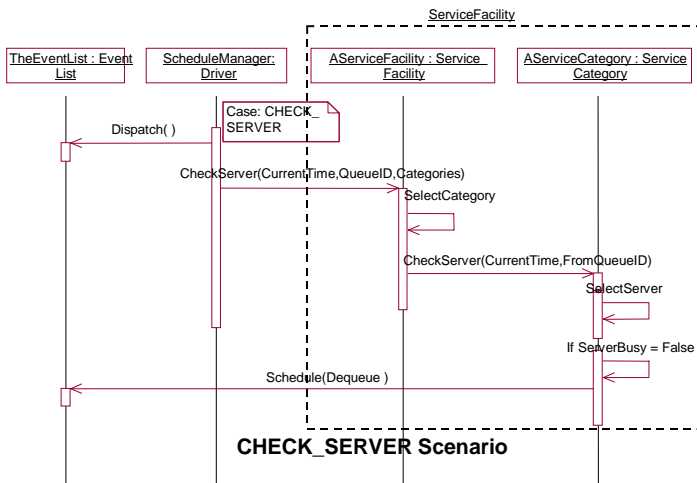 ServiceFacility
TheEventList : Event
List
ScheduleManager:
Driver
AServiceFacility : Service_
Facility
AServiceCategory : Service
Category
Case: CHECK_
SERVER
Dispatch( )
CheckServer(CurrentTime,QueueID,Categories)
SelectCategory
CheckServer(CurrentTime,FromQueueID)
SelectServer
If ServerBusy = False
Schedule(Dequeue )
CHECK_SERVER Scenario